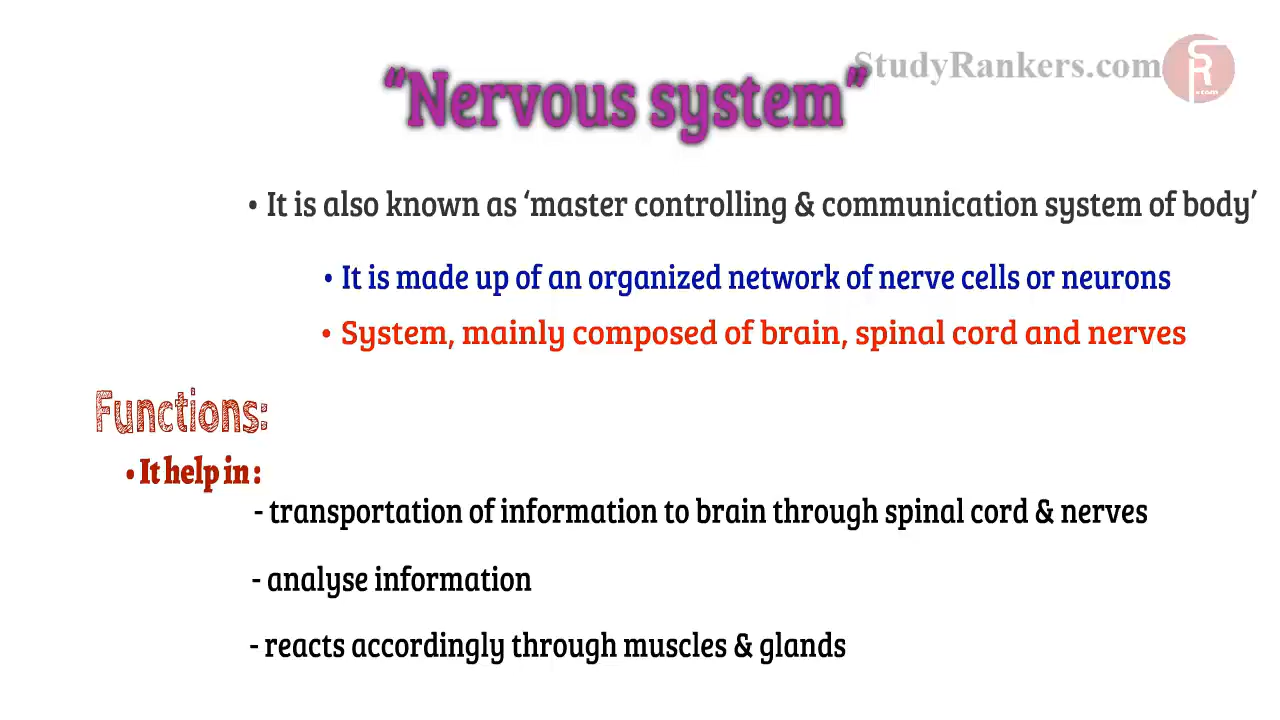 StudyRankers.com
"Nervous system"
• It is also known as 'master controlling & communication system of body'
• It is made up of an organized network of nerve cells or neurons
• System, mainly composed of brain, spinal cord and nerves
Functions:
• It help in :
- transportation of information to brain through spinal cord & nerves
- analyse information
- reacts accordingly through muscles & glands